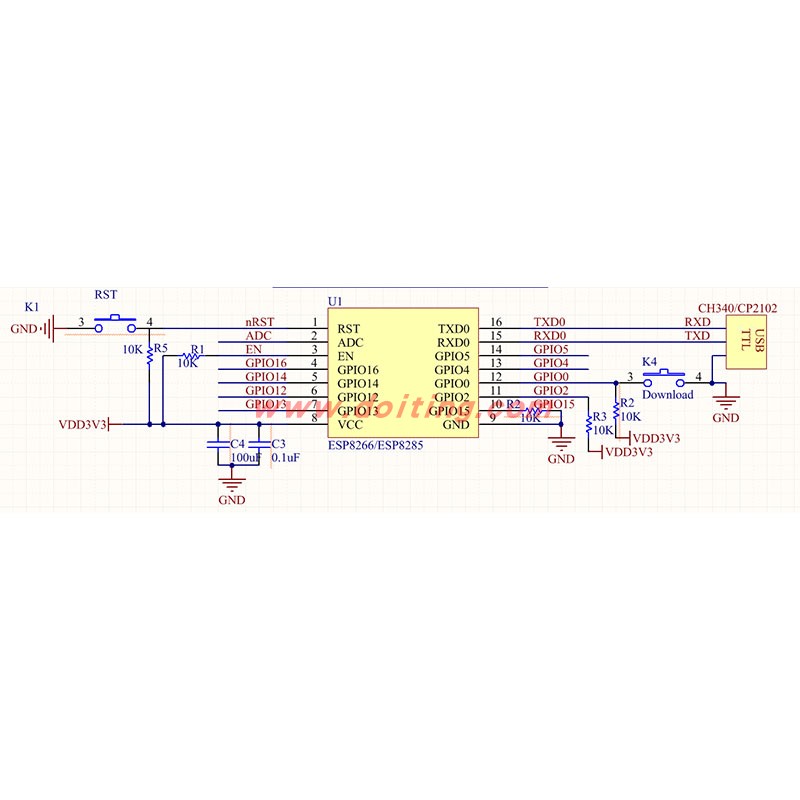 K1
RST
GND
3
4
10K
R5
R1
10K
VDD3V3
C4
100uF
C3
0.1uF
GND
nRST
ADC
EN
GPIO16
GPIO14
GPIO12
GPIO13
1
2
3
4
5
6
7
8
U1
RST
ADC
EN
GPIO16
GPIO14
GPIO12
GPIO13
VCC
TXD0
RXD0
GPIO5
GPIO4
GPIO0
GPIO2
GPIO15
GND
ESP8266/ESP8285
16
15
14
13
12
11
10
9
TXD0
RXD0
GPIO5
GPIO4
GPIO0
GPIO2
GPIO15
R2
10K
GND
www.doiting.com
R3
10K
VDD3V3
R2
10K
VDD3V3
K4
3
4
Download
CH340/CP2102
RXD
TXD
USB
TTL
GND